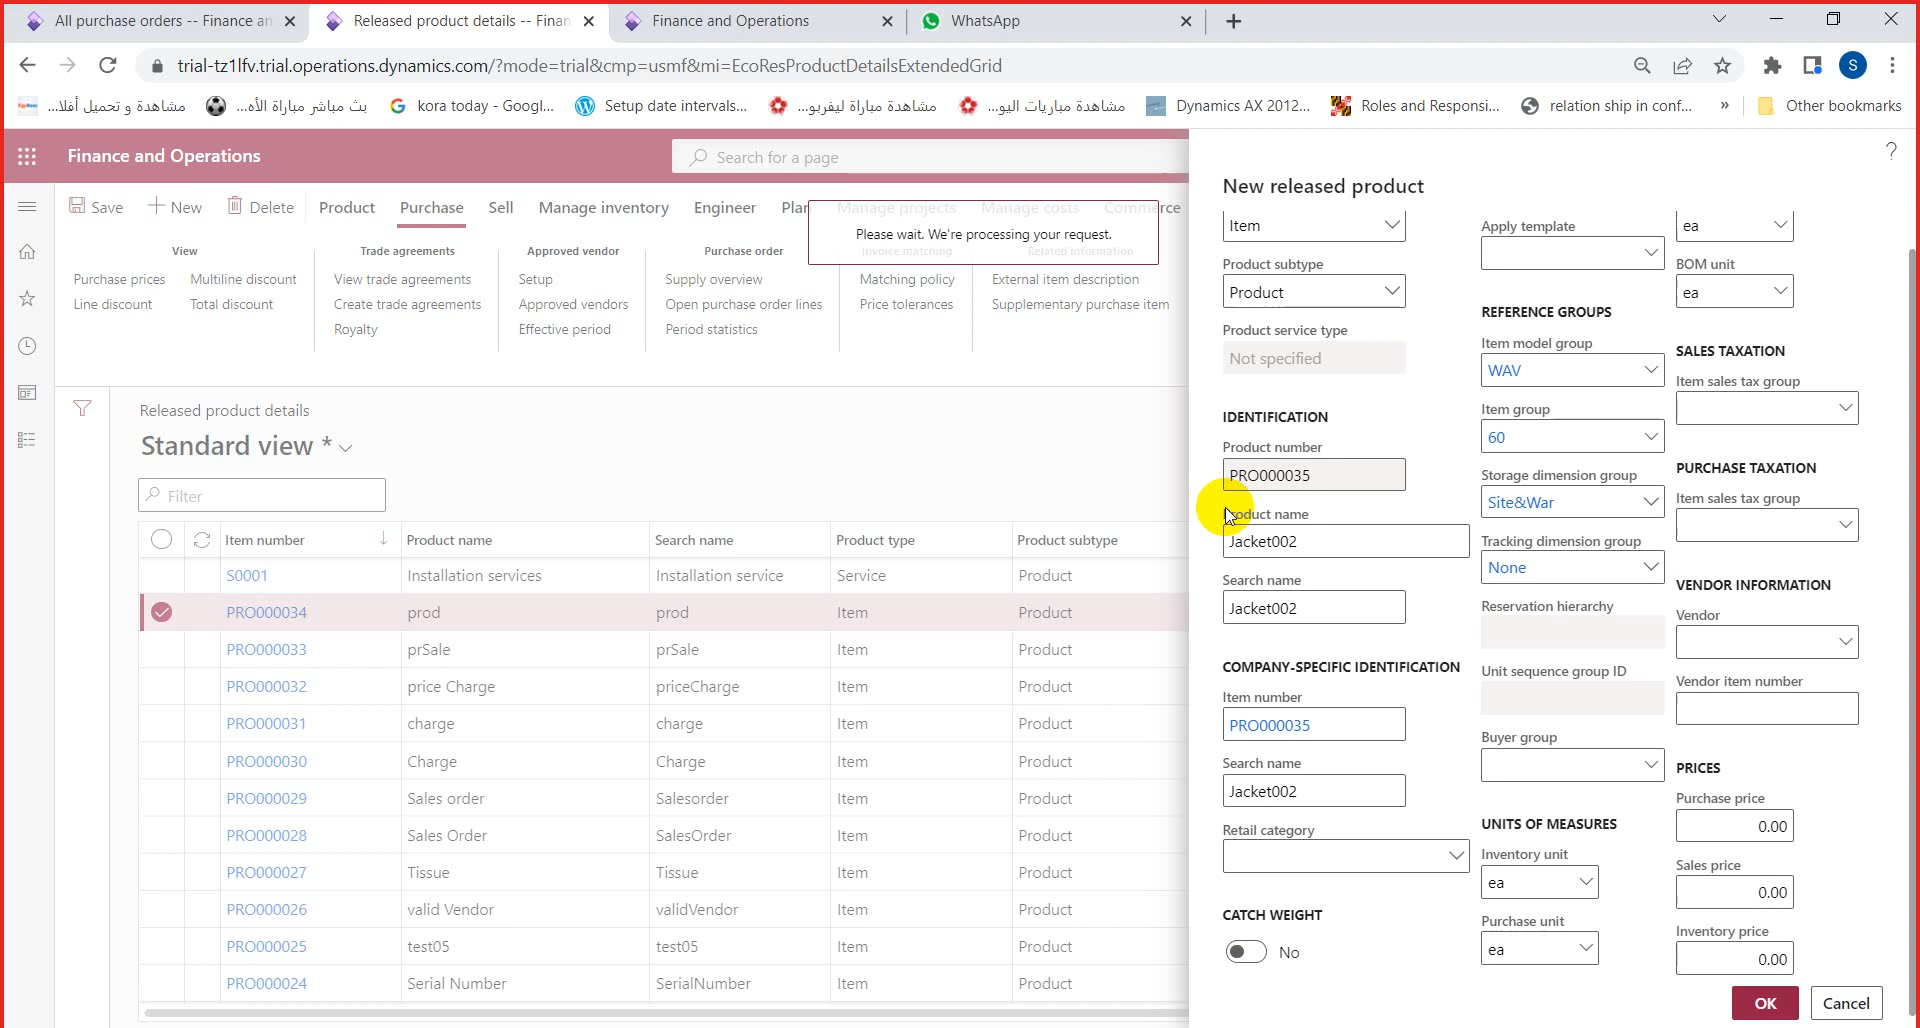 All purchase orders -- Finance an
Released product details -- Finan
Finance and Operations
WhatsApp
trial-tz1lfv.trial.operations.dynamics.com/?mode=trial&cmp=usmf&mi=EcoResProductDetailsExtendedGrid
S
مشاهدة و تحميل أفلا...
بث مباشر مباراة الأه...
kora today - Googl...
Setup date intervals...
مشاهدة مباراة ليفربو...
مشاهدة مباريات اليو...
Dynamics AX 2012...
Roles and Responsi...
relation ship in conf...
»
Other bookmarks
Finance and Operations
Search for a page
?
Save
New
Delete
Product
Purchase
Sell
Manage inventory
Engineer
Plan
Manage projects
Manage costs
Commerce
Please wait. We're processing your request.
View
Purchase prices
Multiline discount
Line discount
Total discount
Trade agreements
View trade agreements
Create trade agreements
Royalty
Approved vendor
Setup
Approved vendors
Effective period
Purchase order
Supply overview
Open purchase order lines
Period statistics
Invoice matching
Matching policy
Price tolerances
Related information
External item description
Supplementary purchase item
Released product details
Standard view *
Filter
Item number Product name Search name Product type Product subtype
S0001 Installation services Installation service Service Product
PRO000034 prod prod Item Product
PRO000033 prSale prSale Item Product
PRO000032 price Charge priceCharge Item Product
PRO000031 charge charge Item Product
PRO000030 Charge Charge Item Product
PRO000029 Sales order Salesorder Item Product
PRO000028 Sales Order SalesOrder Item Product
PRO000027 Tissue Tissue Item Product
PRO000026 valid Vendor validVendor Item Product
PRO000025 test05 test05 Item Product
PRO000024 Serial Number SerialNumber Item Product
New released product
Item
Product subtype
Product
Product service type
Not specified
IDENTIFICATION
Product number
PRO000035
Product name
Jacket002
Search name
Jacket002
COMPANY-SPECIFIC IDENTIFICATION
Item number
PRO000035
Search name
Jacket002
Retail category
CATCH WEIGHT
No
Apply template
REFERENCE GROUPS
Item model group
WAV
Item group
60
Storage dimension group
Site&War
Tracking dimension group
None
Reservation hierarchy
Unit sequence group ID
Buyer group
UNITS OF MEASURES
Inventory unit
ea
Purchase unit
ea
ea
BOM unit
ea
SALES TAXATION
Item sales tax group
PURCHASE TAXATION
Item sales tax group
VENDOR INFORMATION
Vendor
Vendor item number
PRICES
Purchase price
0.00
Sales price
0.00
Inventory price
0.00
OK
Cancel